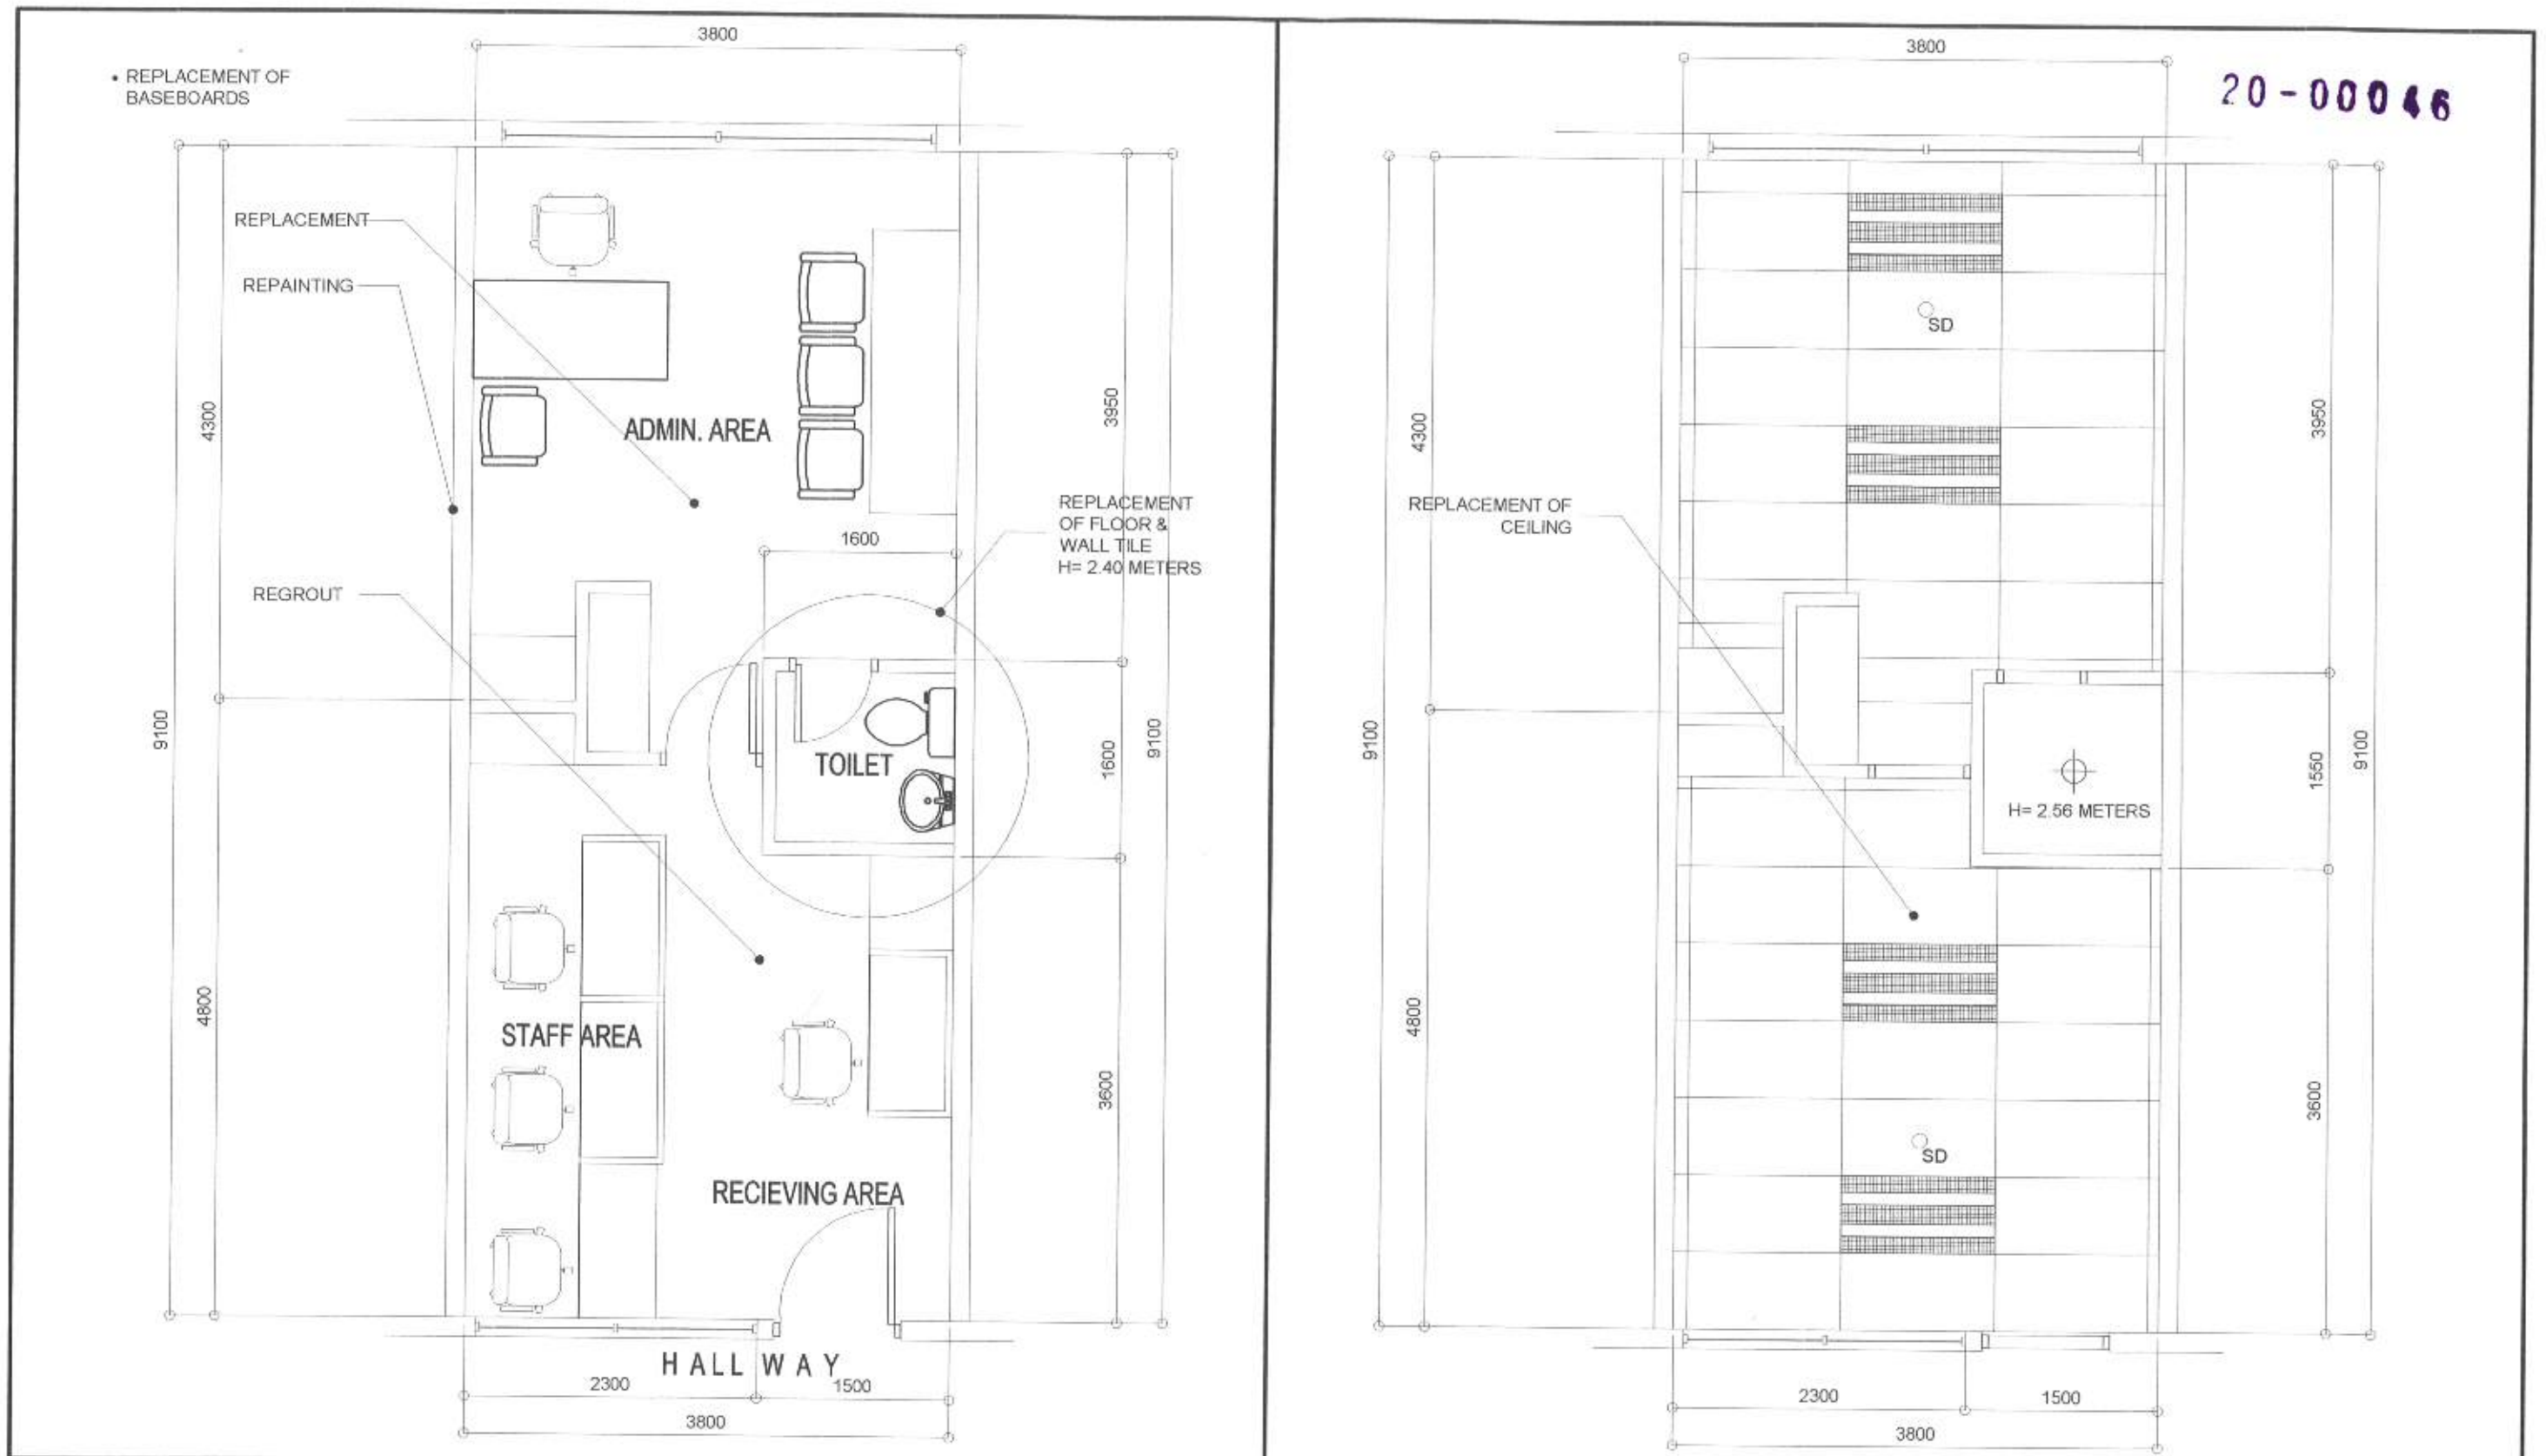 3800
• REPLACEMENT OF
BASEBOARDS
REPLACEMENT
REPAINTING
4300
ADMIN. AREA
3950
REPLACEMENT
OF FLOOR &
WALL TILE
H= 2.40 METERS
1600
REGROUT
9100
TOILET
1600
9100
4800
STAFF AREA
3600
RECIEVING AREA
HALL WAY
2300
1500
3800
3800
20-00046
SD
4300
3950
REPLACEMENT OF
CEILING
9100
1550
9100
H= 2.56 METERS
4800
3600
SD
2300
1500
3800